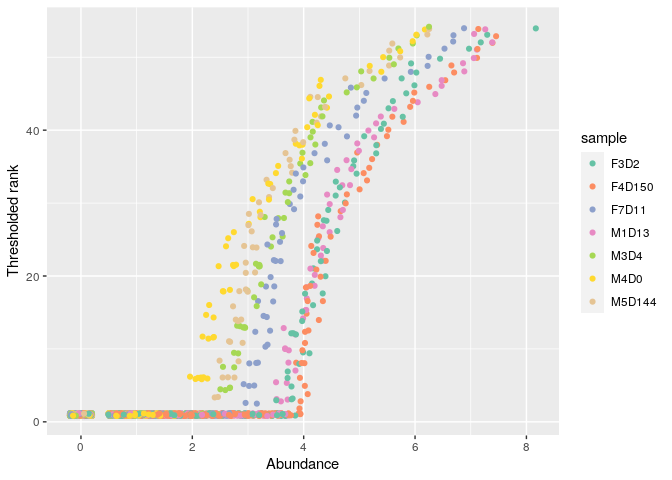 Thresholded rank
40
20
0
0 2 4 6 8
Abundance
sample
F3D2
F4D150
F7D11
M1D13
M3D4
M4D0
M5D144